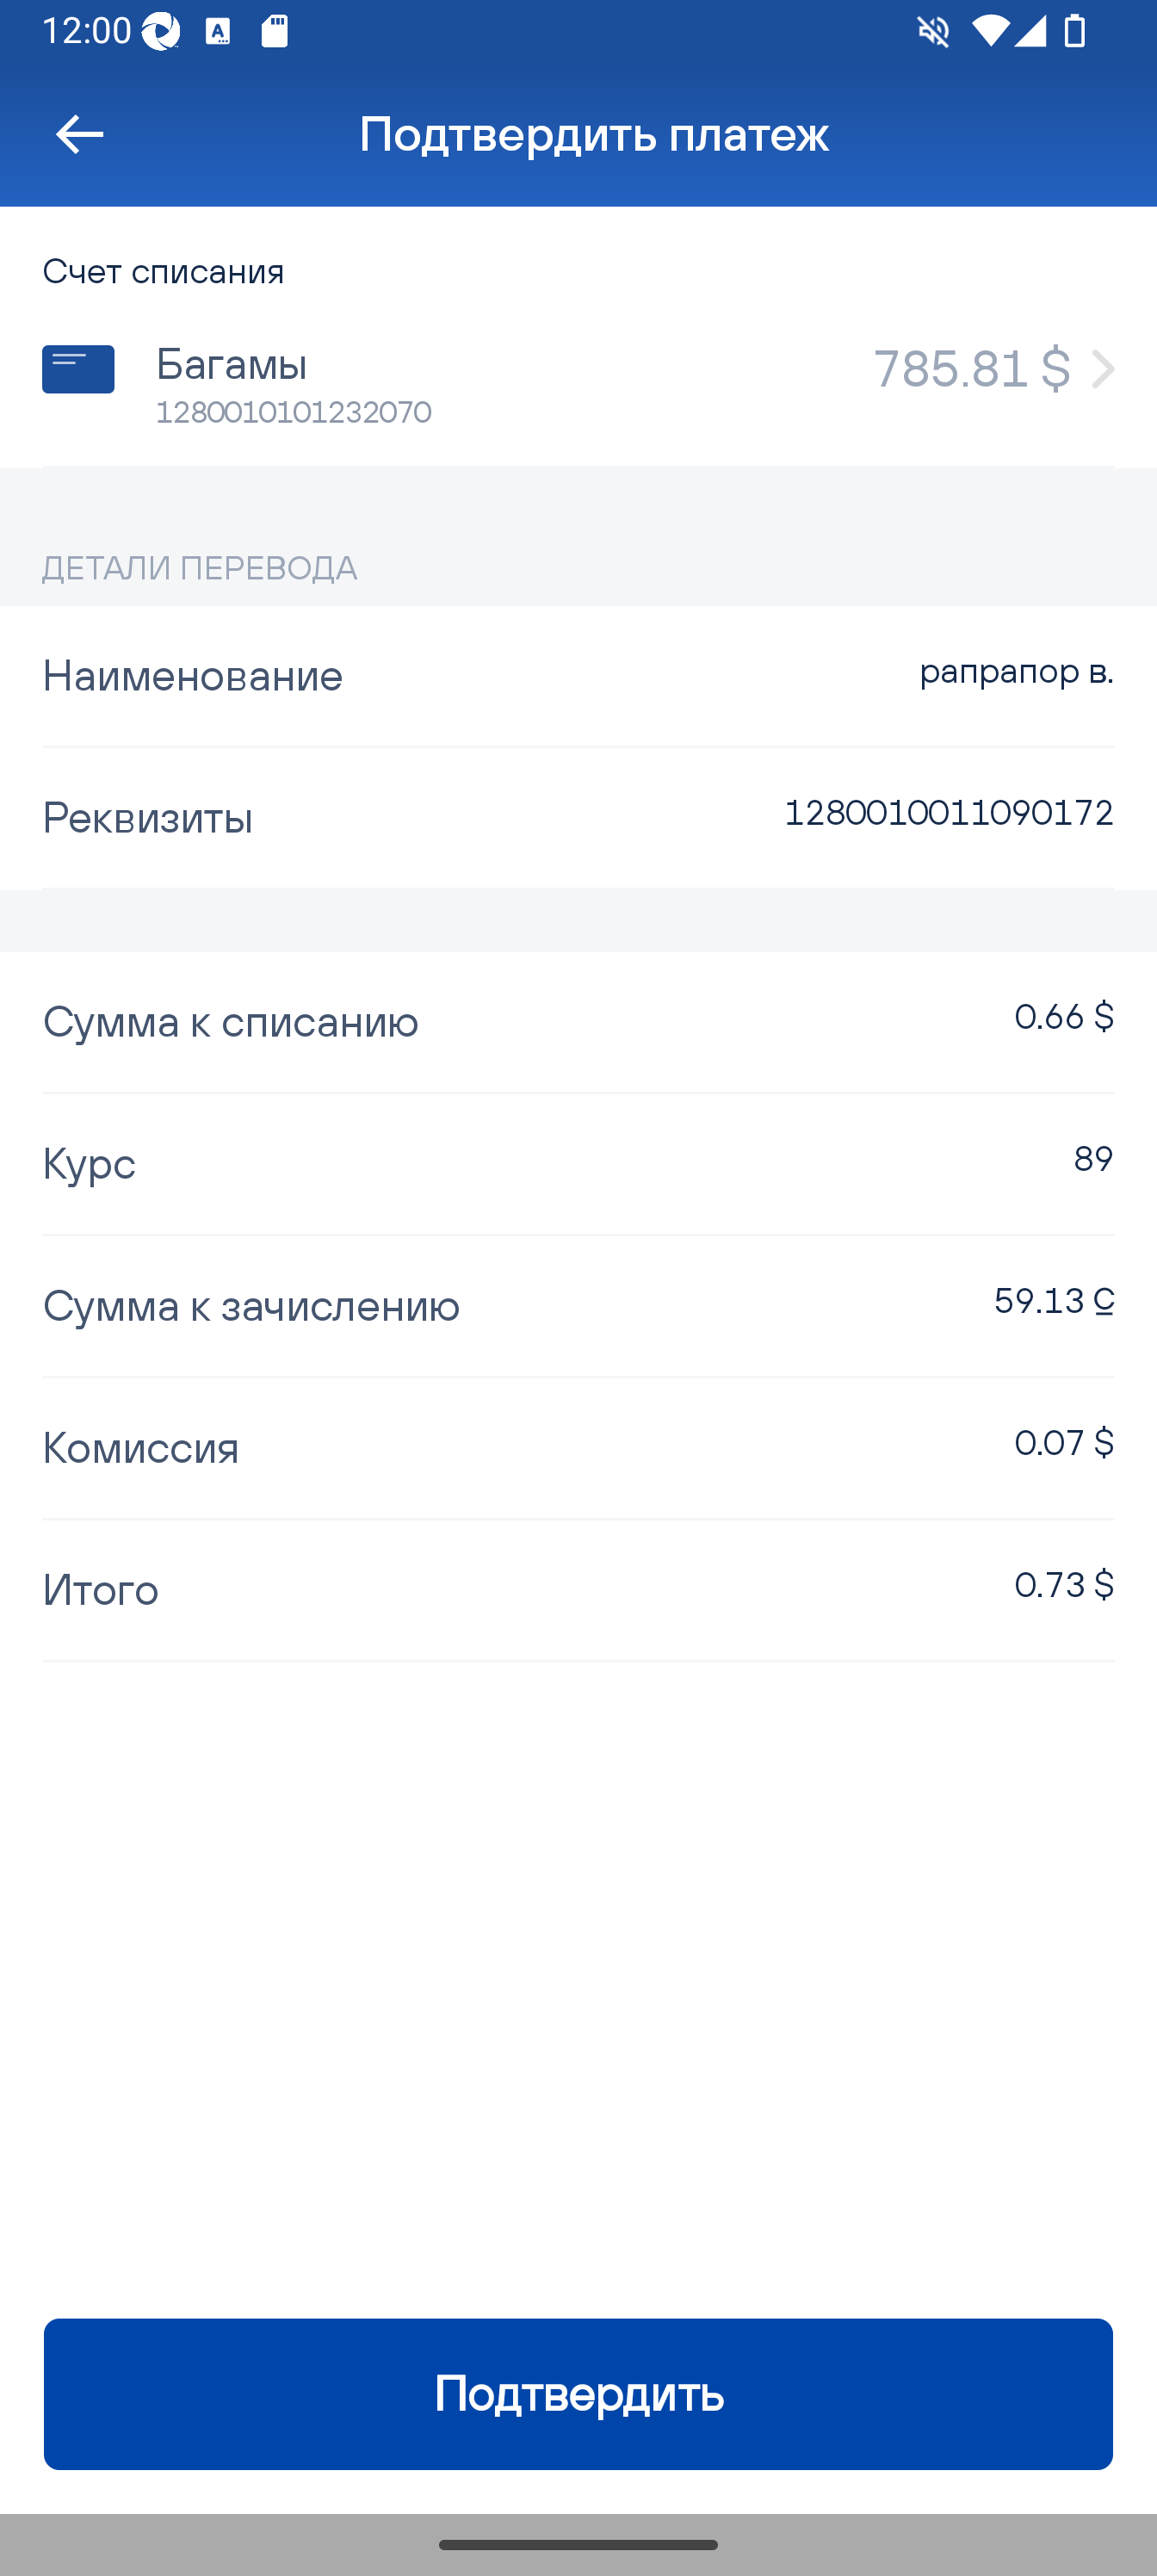 12:00
Подтвердить платеж
Счет списания
Багамы
785.81 $
1280010101232070
ДЕТАЛИ ПЕРЕВОДА
Наименование
рапрапор в.
Реквизиты
1280010011090172
Сумма к списанию
0.66 $
Курс
89
Сумма к зачислению
59.13 С
Комиссия
0.07 $
Итого
0.73 $
Подтвердить